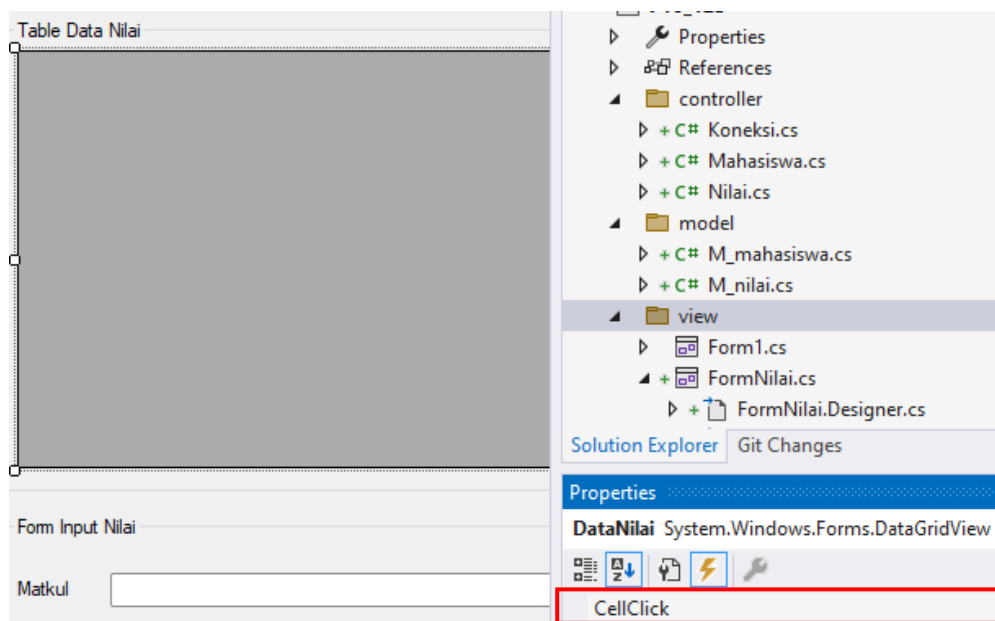 Table Data Nilai
Properties
References
controller
C# Koneksi.cs
C# Mahasiswa.cs
C# Nilai.cs
model
C# M_mahasiswa.cs
C# M_nilai.cs
view
Form1.cs
FormNilai.cs
FormNilai.Designer.cs
Solution Explorer Git Changes
Properties
DataNilai System.Windows.Forms.DataGridView
CellClick
Form Input Nilai
Matkul